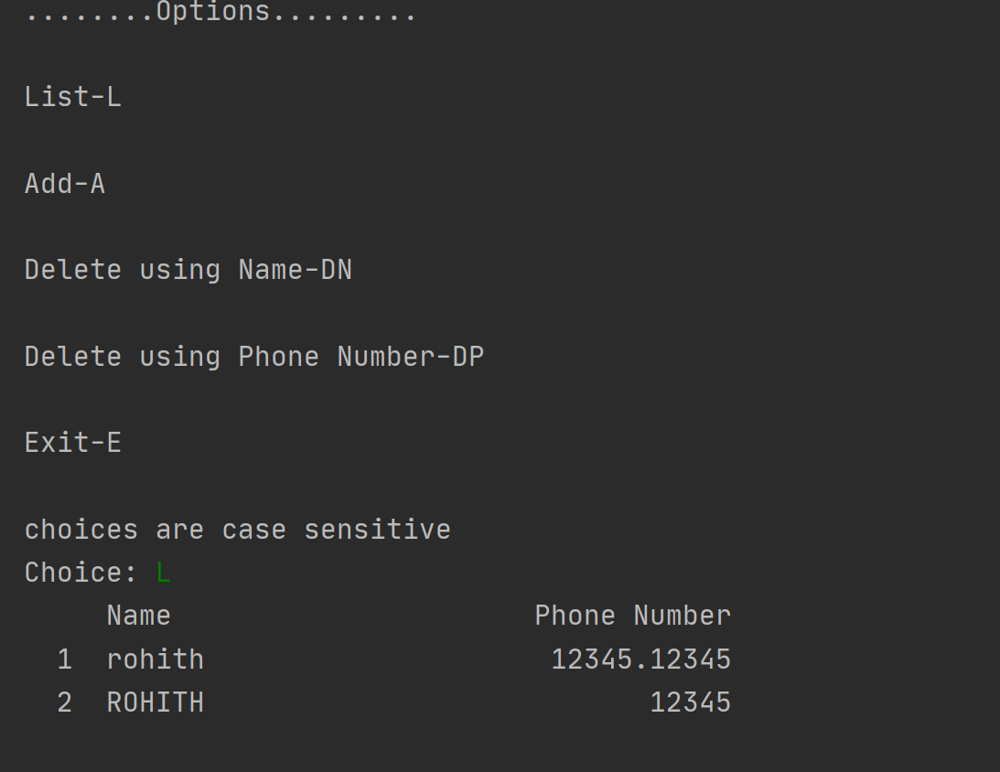 ........Options.........
List-L
Add-A
Delete using Name-DN
Delete using Phone Number-DP
Exit-E
choices are case sensitive
Choice: L
Name Phone Number
1 rohith 12345.12345
2 ROHITH 12345